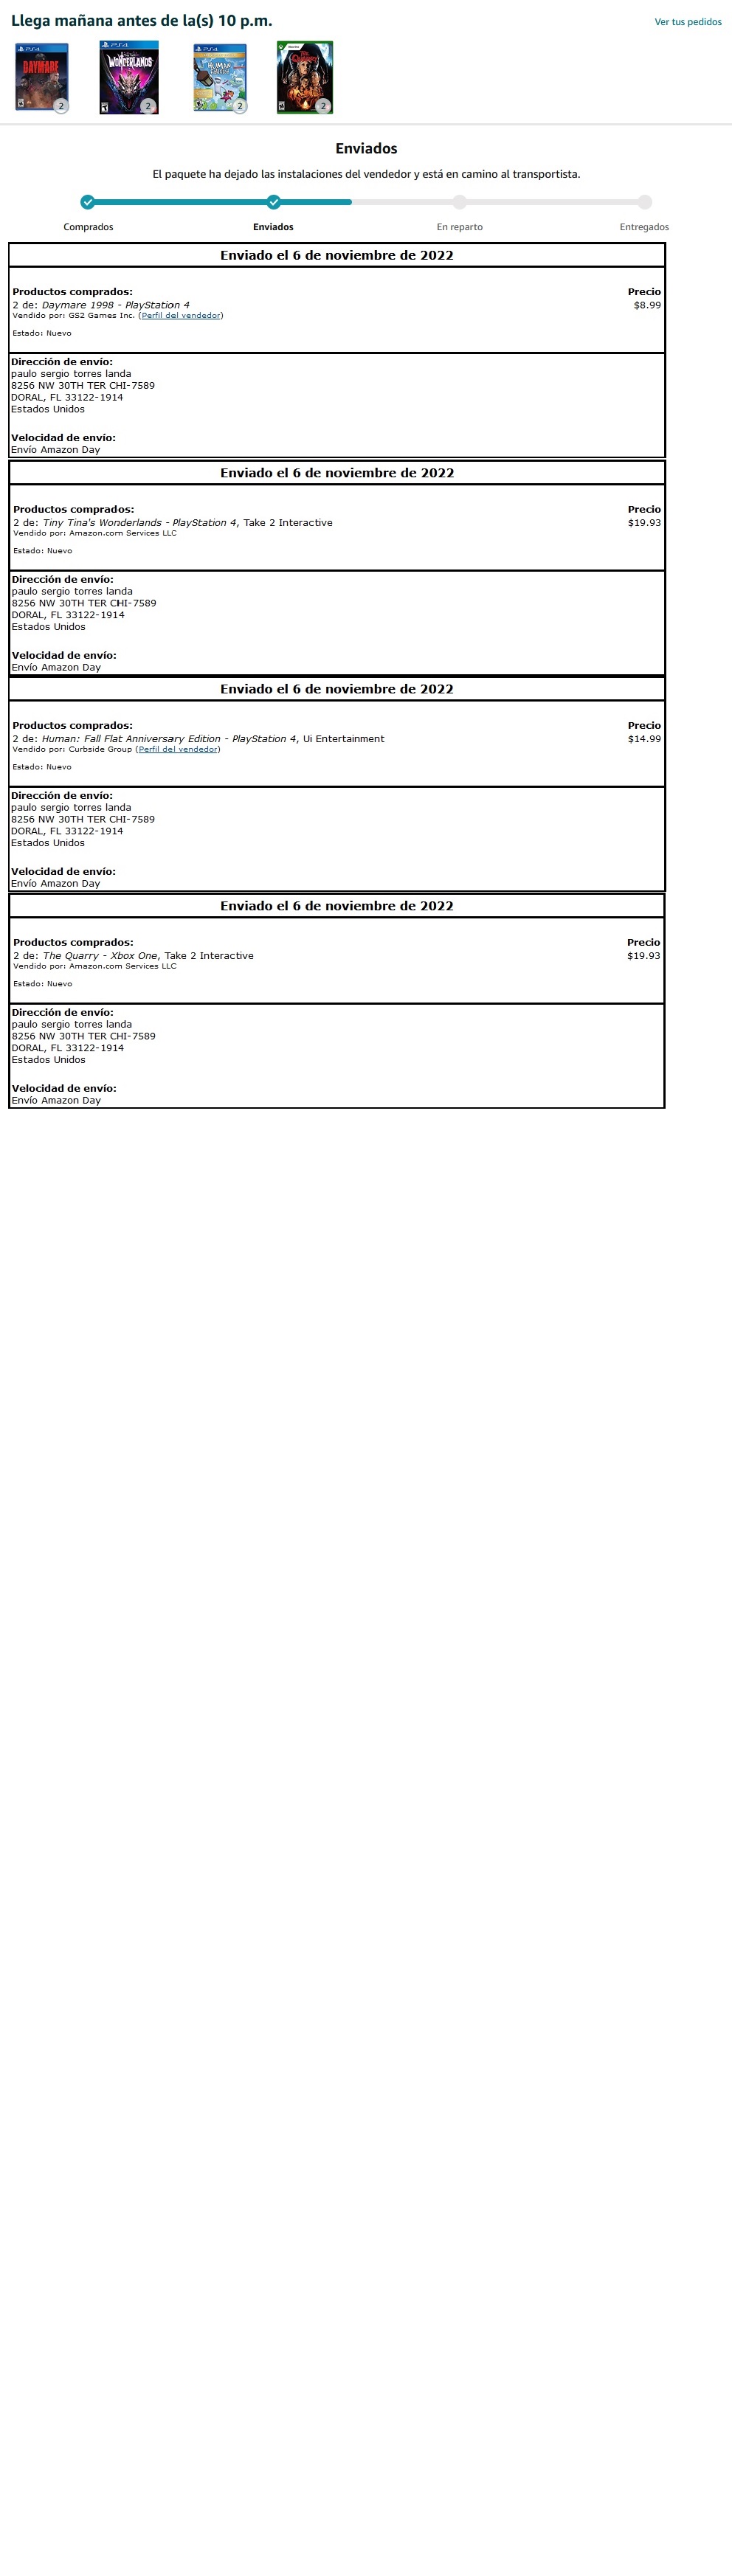 Llega mañana antes de la(s) 10 p.m.
Ver tus pedidos
PS4
DAYMARE
2
PS4
WONDERLANDS
2
PS4
HUMAN
2
2
Enviados
El paquete ha dejado las instalaciones del vendedor y está en camino al transportista.
Comprados
Enviados
En reparto
Entregados
Enviado el 6 de noviembre de 2022
Productos comprados:
Precio
2 de: Daymare 1998 - PlayStation 4
$8.99
Vendido por: GS2 Games Inc. (Perfil del vendedor)
Estado: Nuevo
Dirección de envío:
paulo sergio torres landa
8256 NW 30TH TER CHI-7589
DORAL, FL 33122-1914
Estados Unidos
Velocidad de envío:
Envío Amazon Day
Enviado el 6 de noviembre de 2022
Productos comprados:
Precio
2 de: Tiny Tina's Wonderlands - PlayStation 4, Take 2 Interactive
$19.93
Vendido por: Amazon.com Services LLC
Estado: Nuevo
Dirección de envío:
paulo sergio torres landa
8256 NW 30TH TER CHI-7589
DORAL, FL 33122-1914
Estados Unidos
Velocidad de envío:
Envío Amazon Day
Enviado el 6 de noviembre de 2022
Productos comprados:
Precio
2 de: Human: Fall Flat Anniversary Edition - PlayStation 4, Ui Entertainment
$14.99
Vendido por: Curbside Group (Perfil del vendedor)
Estado: Nuevo
Dirección de envío:
paulo sergio torres landa
8256 NW 30TH TER CHI-7589
DORAL, FL 33122-1914
Estados Unidos
Velocidad de envío:
Envío Amazon Day
Enviado el 6 de noviembre de 2022
Productos comprados:
Precio
2 de: The Quarry - Xbox One, Take 2 Interactive
$19.93
Vendido por: Amazon.com Services LLC
Estado: Nuevo
Dirección de envío:
paulo sergio torres landa
8256 NW 30TH TER CHI-7589
DORAL, FL 33122-1914
Estados Unidos
Velocidad de envío:
Envío Amazon Day